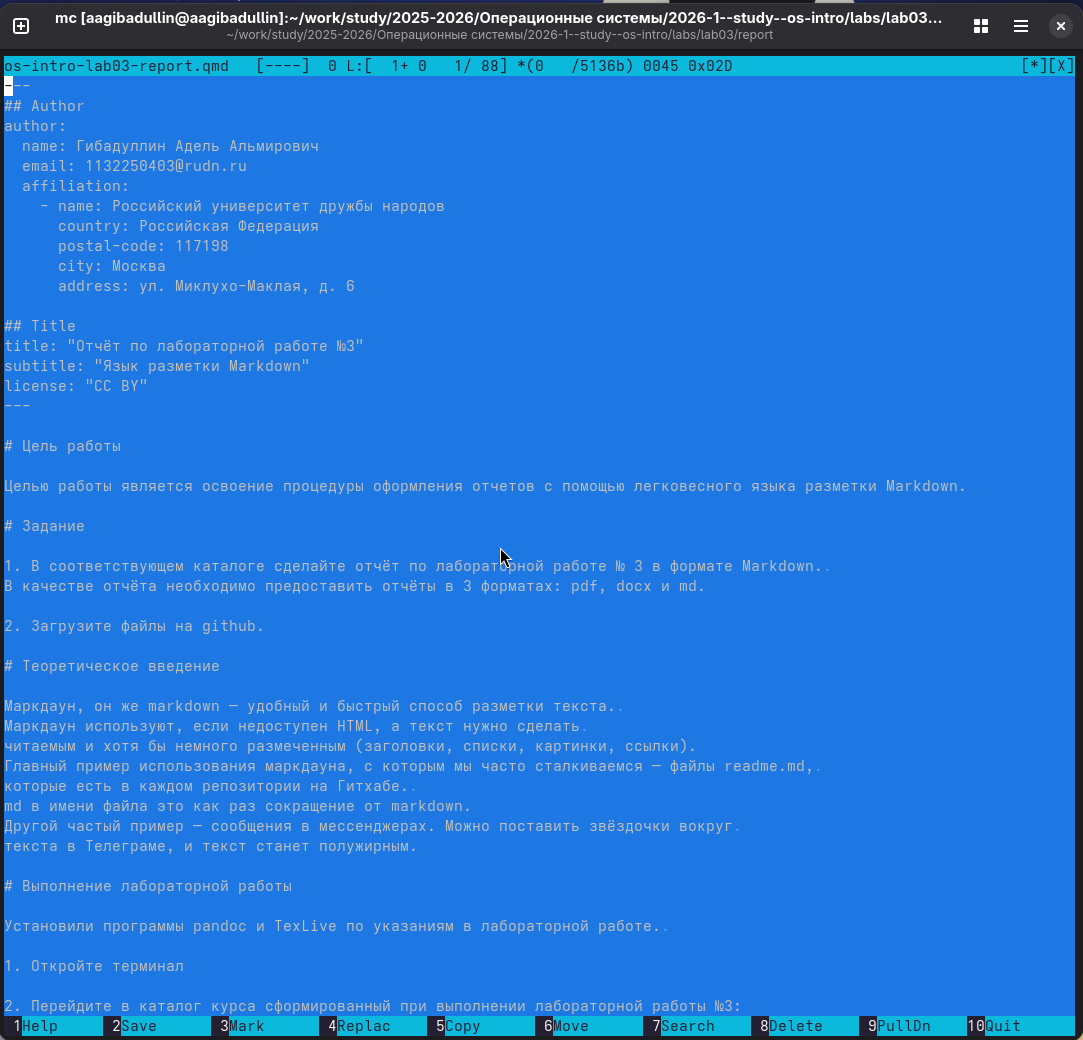 mc [aagibadullin@aagibadullin]:~/work/study/2025-2026/Операционные системы/2026-1--study--os-intro/labs/lab03...
~/work/study/2025-2026/Операционные системы/2026-1--study--os-intro/labs/lab03/report
os-intro-lab03-report.qmd   [----]  0 L:[  1+ 0   1/ 88] *(0   /5136b) 0045 0x02D   [*][X]
---
## Author
author:
  name: Гибадуллин Адель Альмирович
  email: 1132250403@rudn.ru
  affiliation:
    - name: Российский университет дружбы народов
      country: Российская Федерация
      postal-code: 117198
      city: Москва
      address: ул. Миклухо-Маклая, д. 6
## Title
title: "Отчёт по лабораторной работе №3"
subtitle: "Язык разметки Markdown"
license: "CC BY"
---
# Цель работы
Целью работы является освоение процедуры оформления отчетов с помощью легковесного языка разметки Markdown.
# Задание
1. В соответствующем каталоге сделайте отчёт по лабораторной работе № 3 в формате Markdown..
В качестве отчёта необходимо предоставить отчёты в 3 форматах: pdf, docx и md.
2. Загрузите файлы на github.
# Теоретическое введение
Маркдаун, он же markdown — удобный и быстрый способ разметки текста..
Маркдаун используют, если недоступен HTML, а текст нужно сделать.
читаемым и хотя бы немного размеченным (заголовки, списки, картинки, ссылки).
Главный пример использования маркдауна, с которым мы часто сталкиваемся — файлы readme.md,.
которые есть в каждом репозитории на Гитхабе..
md в имени файла это как раз сокращение от markdown.
Другой частый пример — сообщения в мессенджерах. Можно поставить звёздочки вокруг.
текста в Телеграме, и текст станет полужирным.
# Выполнение лабораторной работы
Установили программы pandoc и TexLive по указаниям в лабораторной работе..
1. Откройте терминал
2. Перейдите в каталог курса сформированный при выполнении лабораторной работы №3:
1Help 2Save 3Mark 4Replac 5Copy 6Move 7Search 8Delete 9PullDn 10Quit